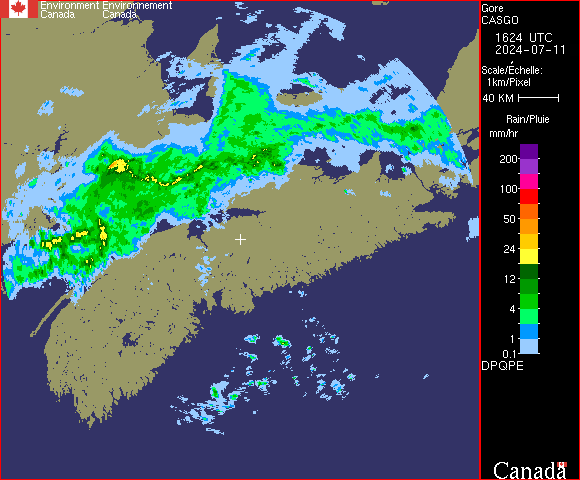 Environment Environnement
Canada Canada
Gore
CASGO
1624 UTC
2024-07-11
Scale/Échelle:
1km/Pixel
40 KM
Rain/Pluie
mm/hr
200
100
50
24
12
4
1
0.1
DPQPE
Canada